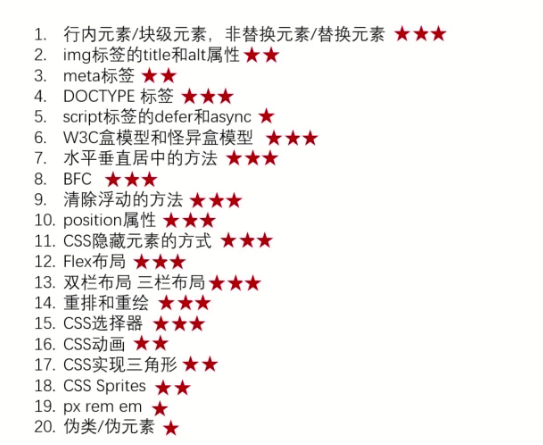 1. 行内元素/块级元素，非替换元素/替换元素 ★★★
2. img标签的title和alt属性★★
3. meta标签 ★★
4. DOCTYPE 标签 ★★★
5. script标签的defer和async ★
6. W3C盒模型和怪异盒模型 ★★★
7. 水平垂直居中的方法 ★★★
8. BFC ★★★
9. 清除浮动的方法 ★★★
10. position属性 ★★★
11. CSS隐藏元素的方式 ★★★
12. Flex布局 ★★★
13. 双栏布局 三栏布局★★★
14. 重排和重绘 ★★★
15. CSS选择器 ★★★
16. CSS动画 ★★
17. CSS实现三角形 ★★
18. CSS Sprites ★★
19. px rem em ★
20. 伪类/伪元素 ★